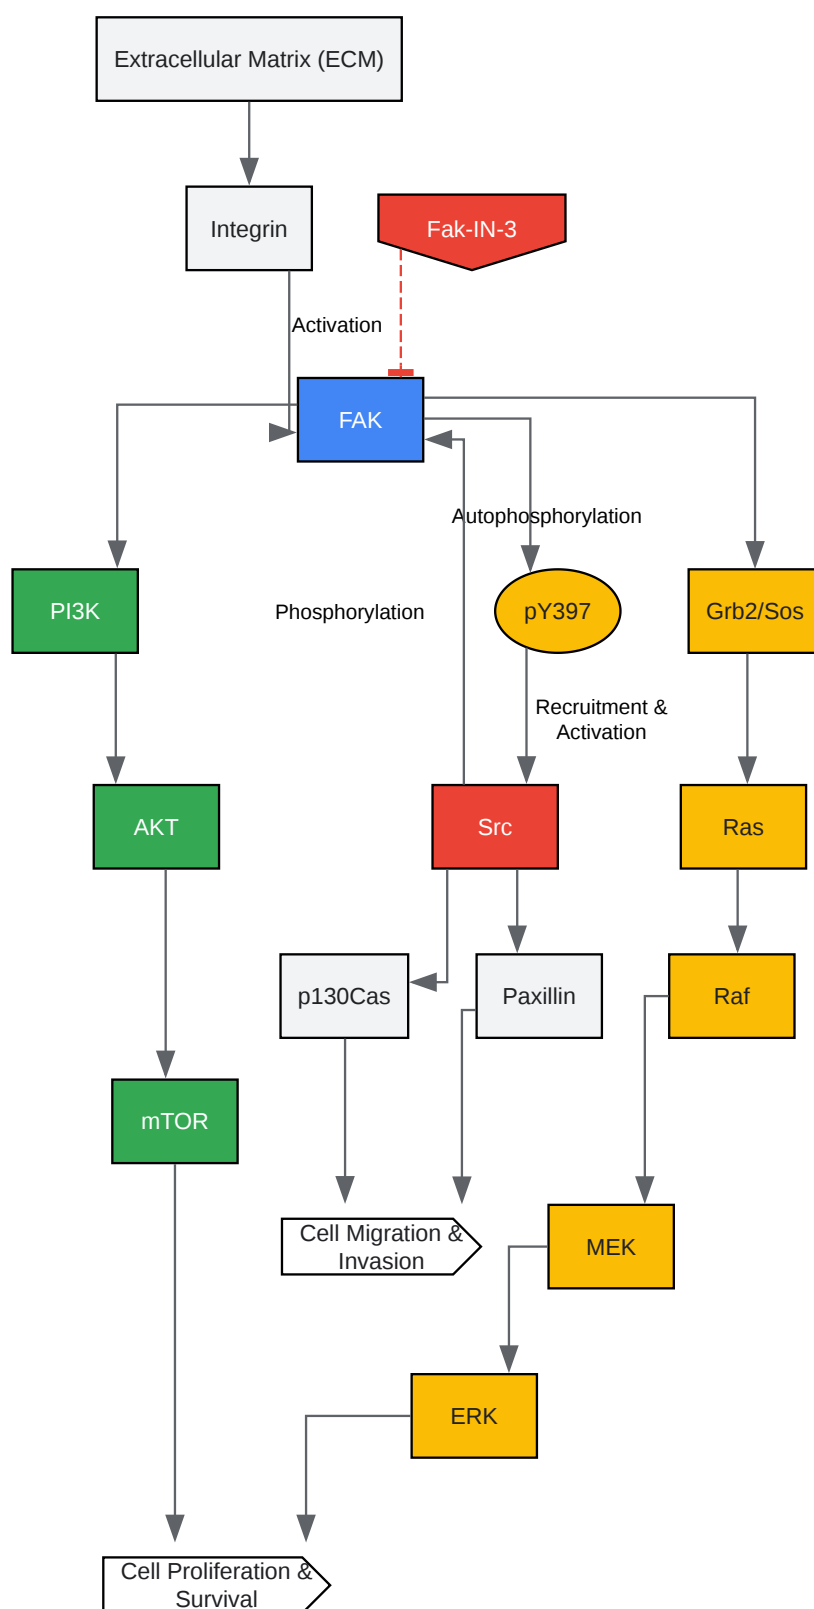 Extracellular Matrix (ECM)
Integrin
Fak-IN-3
Activation
FAK
Autophosphorylation
PI3K
Phosphorylation
pY397
Grb2/Sos
Recruitment &
Activation
AKT
Src
Ras
p130Cas
Paxillin
Raf
mTOR
Cell Migration &
Invasion
MEK
ERK
Cell Proliferation &
Survival